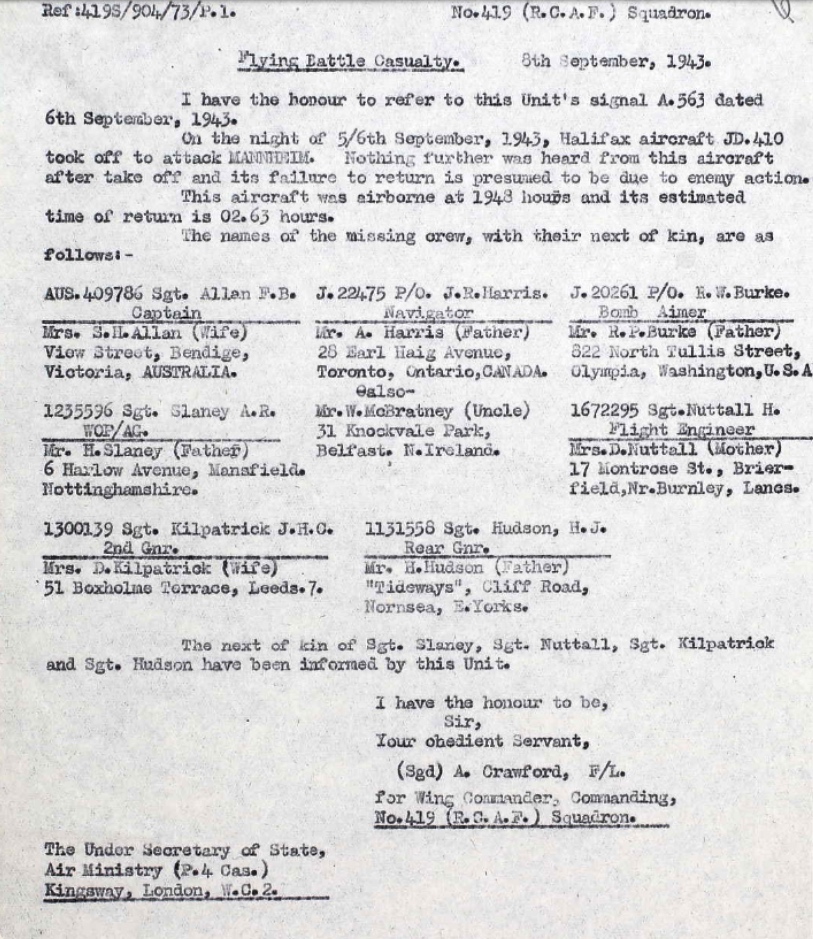 Ref:419S/904/73/P.1. No.419 (R.C.A.F.) Squadron.
Flying Battle Casualty. 8th September, 1943.
I have the honour to refer to this Unit's signal A.563 dated
6th September, 1943.
On the night of 5/6th September, 1943, Halifax aircraft JD.410
took off to attack MANNHEIM. Nothing further was heard from this aircraft
after take off and its failure to return is presumed to be due to enemy action.
This aircraft was airborne at 1948 hours and its estimated
time of return is 02.63 hours.
The names of the missing crew, with their next of kin, are as
follows:-
AUS.409786 Sgt. Allan F.B.
Captain
Mrs. S.H.Allan (Wife)
View Street, Bendige,
Victoria, AUSTRALIA.
J.22475 P/O. J.R.Harris.
Navigator
Mr. A. Harris (Father)
28 Earl Haig Avenue,
Toronto, Ontario,CANADA.
@also-
Mr.W.McBratney (Uncle)
31 Knockvale Park,
Belfast. N.Ireland.
J.20261 P/O. R.W.Burke.
Bomb Aimer
Mr. R.P.Burke (Father)
822 North Tullis Street,
Olympia, Washington,U.S.A
1235596 Sgt. Slaney A.R.
WOP/AG.
Mr. H.Slaney (Father)
6 Harlow Avenue, Mansfield.
Nottinghamshire.
1672295 Sgt.Nuttall H.
Flight Engineer
Mrs.D.Nuttall (Mother)
17 Montrose St., Brier-
field,Nr.Burnley, Lancs.
1300139 Sgt. Kilpatrick J.H.C.
2nd Gnr.
Mrs. D.Kilpatrick (Wife)
51 Boxholme Terrace, Leeds.7.
1131558 Sgt. Hudson, H.J.
Rear Gnr.
Mr. H.Hudson (Father)
"Tideways", Cliff Road,
Nornsea, E.Yorks.
The next of kin of Sgt. Slaney, Sgt. Nuttall, Sgt. Kilpatrick
and Sgt. Hudson have been informed by this Unit.
I have the honour to be,
Sir,
Your obedient Servant,
(Sgd) A. Crawford, F/L.
for Wing Commander, Commanding,
No.419 (R.C.A.F.) Squadron.
The Under Secretary of State,
Air Ministry (P.4 Cas.)
Kingsway, London, W.C.2.